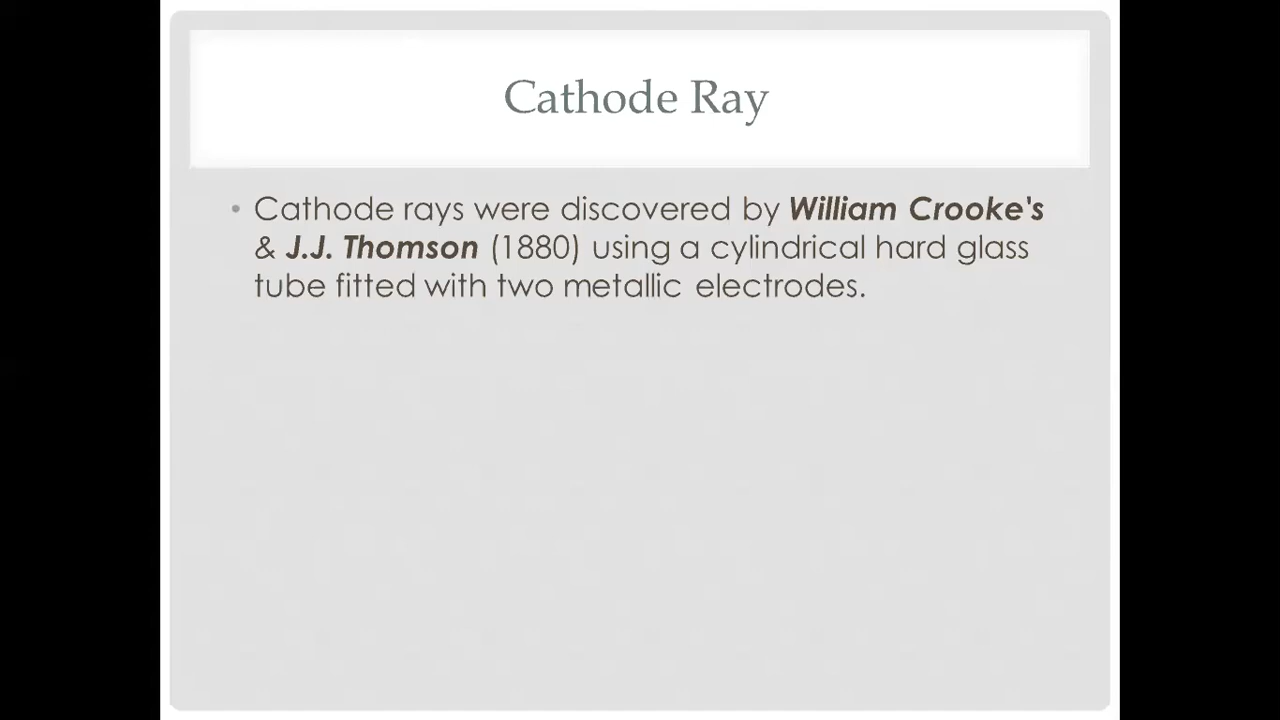 Cathode Ray
• Cathode rays were discovered by William Crooke's
& J.J. Thomson (1880) using a cylindrical hard glass
tube fitted with two metallic electrodes.